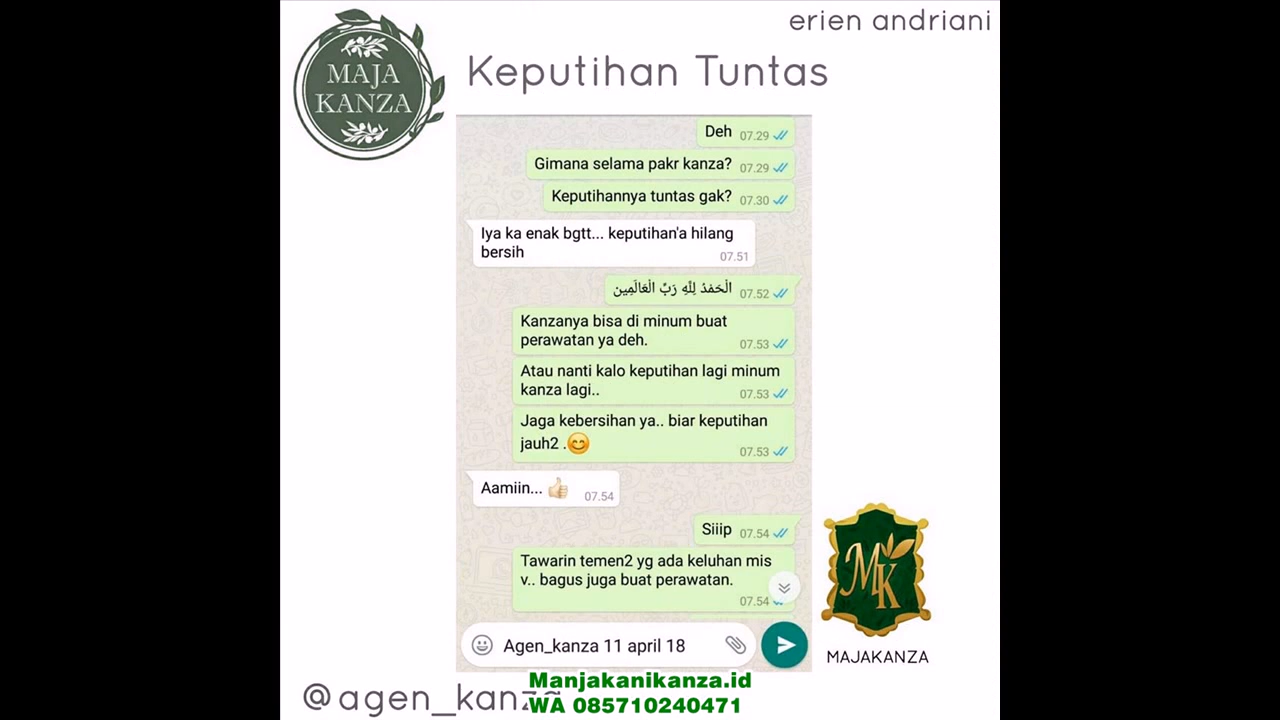 erien andriani
MAJA
KANZA
Keputihan Tuntas
Deh 07.29
Gimana selama pakr kanza? 07.29
Keputihannya tuntas gak? 07.30
Iya ka enak bgtt... keputihan'a hilang
bersih 07.51
الْحَمْدُ لِلَّهِ رَبِّ الْعَالَمِين 07.52
Kanzanya bisa di minum buat
perawatan ya deh. 07.53
Atau nanti kalo keputihan lagi minum
kanza lagi.. 07.53
Jaga kebersihan ya.. biar keputihan
jauh2 .😊 07.53
Aamiin... 👍🏻 07.54
Siiip 07.54
Tawarin temen2 yg ada keluhan mis
v.. bagus juga buat perawatan.
07.54
Agen_kanza 11 april 18
MK
MAJAKANZA
@agen_kanza
Manjakanikanza.id
WA 085710240471